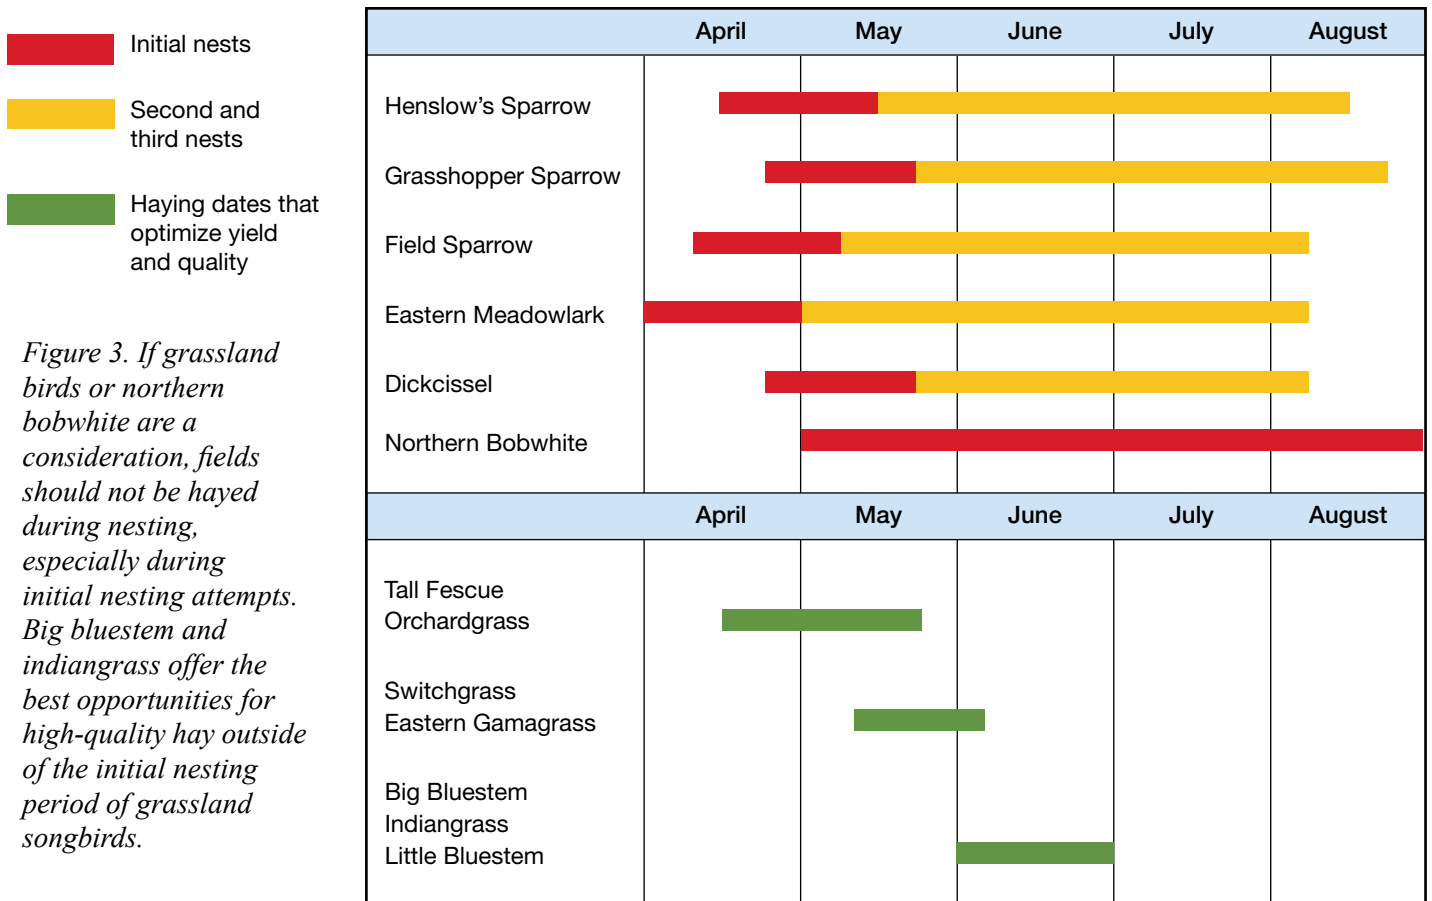 Initial nests
Second and
third nests
Haying dates that
optimize yield
and quality
Figure 3. If grassland
birds or northern
bobwhite are a
consideration, fields
should not be hayed
during nesting,
especially during
initial nesting attempts.
Big bluestem and
indiangrass offer the
best opportunities for
high-quality hay outside
of the initial nesting
period of grassland
songbirds.
April May June July August
Henslow's Sparrow
Grasshopper Sparrow
Field Sparrow
Eastern Meadowlark
Dickcissel
Northern Bobwhite
April May June July August
Tall Fescue
Orchardgrass
Switchgrass
Eastern Gamagrass
Big Bluestem
Indiangrass
Little Bluestem